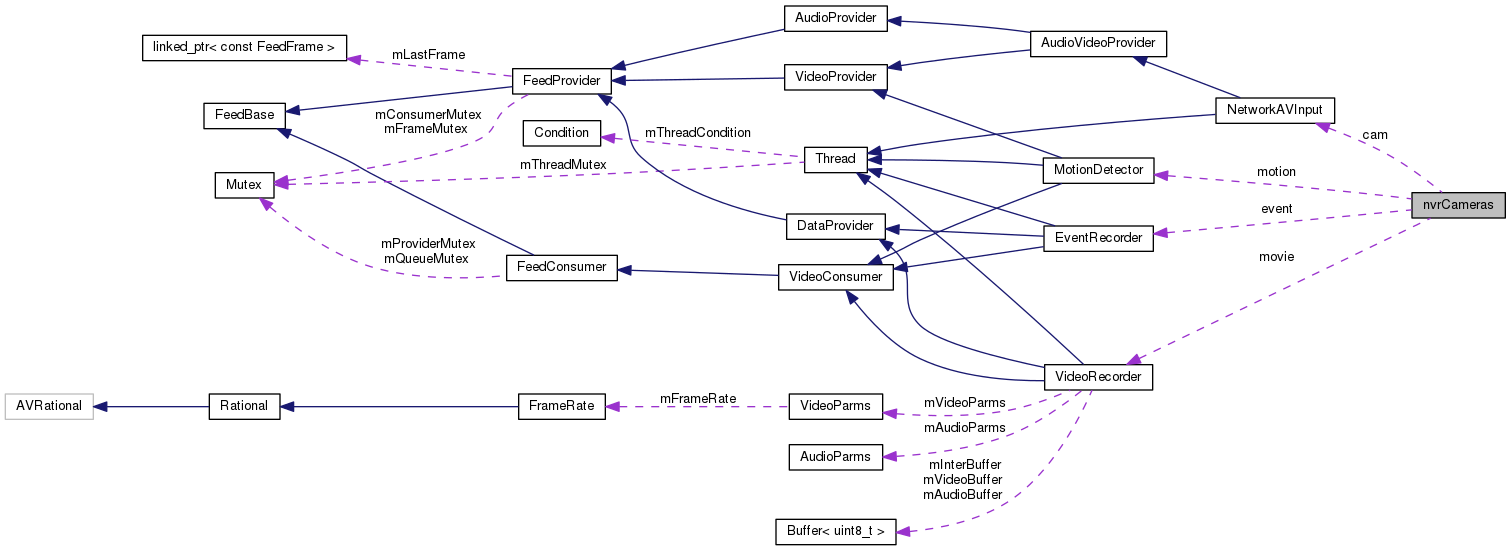 AudioProvider
linked_ptr< const FeedFrame >
mLastFrame
AudioVideoProvider
FeedProvider
VideoProvider
FeedBase
mConsumerMutex
mFrameMutex
NetworkAVInput
Condition
mThreadCondition
cam
Thread
mThreadMutex
MotionDetector
motion
Mutex
nvrCameras
event
DataProvider
EventRecorder
mProviderMutex
mQueueMutex
FeedConsumer
VideoConsumer
movie
VideoRecorder
AVRational
Rational
FrameRate
mFrameRate
VideoParms
mVideoParms
mAudioParms
AudioParms
mInterBuffer
mVideoBuffer
mAudioBuffer
Buffer< uint8_t >